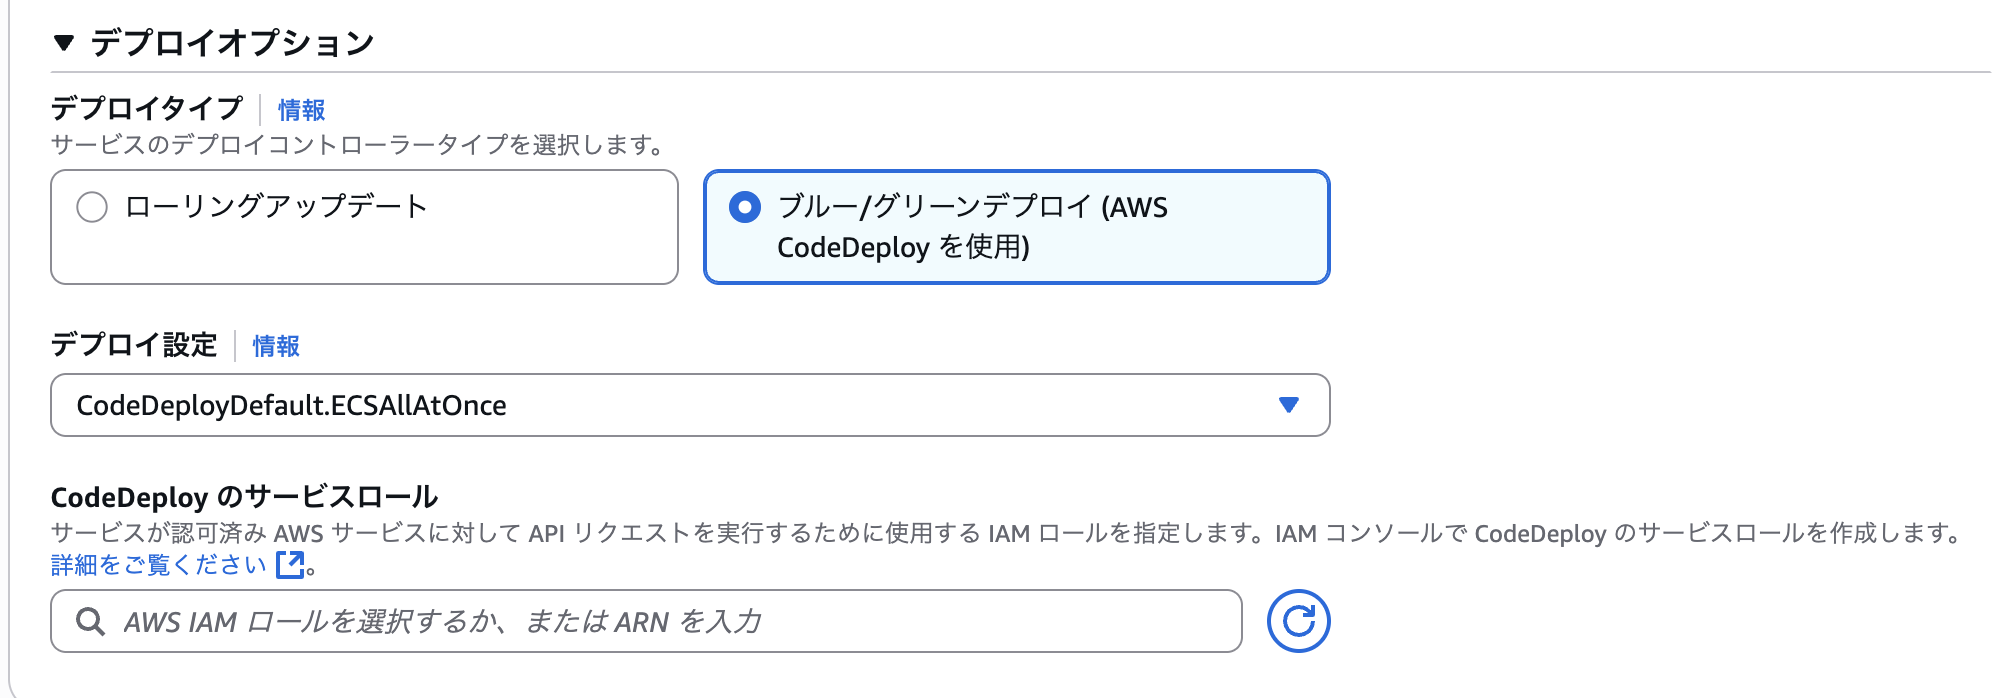 デプロイオプション
デプロイタイプ 情報
サービスのデプロイコントローラータイプを選択します。
ローリングアップデート
ブルー/グリーンデプロイ (AWS
CodeDeploy を使用)
デプロイ設定 情報
CodeDeployDefault.ECSAllAtOnce
CodeDeploy のサービスロール
サービスが認可済み AWS サービスに対して API リクエストを実行するために使用する IAM ロールを指定します。IAM コンソールで CodeDeploy のサービスロールを作成します。
詳細をご覧ください 。
AWS IAM ロールを選択するか、または ARN を入力